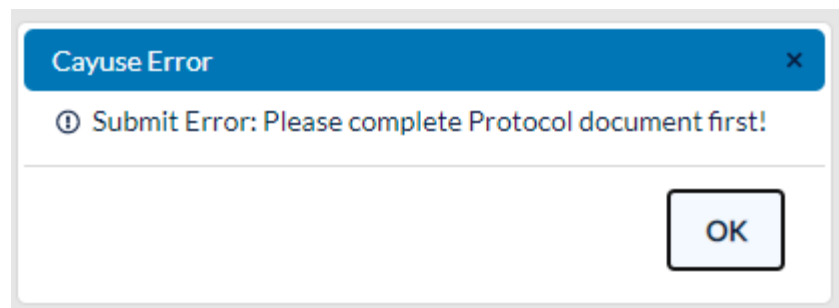 Cayuse Error
Submit Error: Please complete Protocol document first!
OK